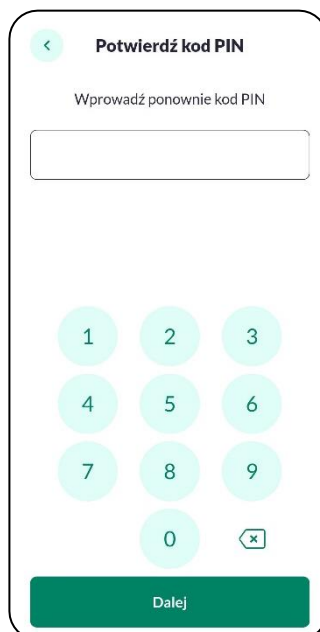 Potwierdź kod PIN
Wprowadź ponownie kod PIN
1 2 3
4 5 6
7 8 9
0
Dalej